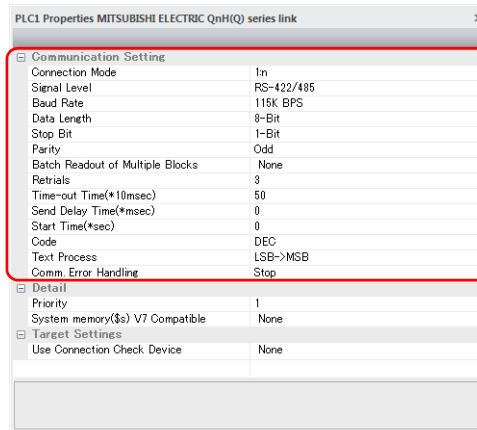 PLC1 Properties MITSUBISHI ELECTRIC QnH(Q) series link
Communication Setting
Connection Mode 1:n
Signal Level RS-422/485
Baud Rate 115K BPS
Data Length 8-Bit
Stop Bit 1-Bit
Parity Odd
Batch Readout of Multiple Blocks None
Retrials 3
Time-out Time(*10msec) 50
Send Delay Time(*msec) 0
Start Time(*sec) 0
Code DEC
Text Process LSB->MSB
Comm. Error Handling Stop
Detail
Priority 1
System memory($s) V7 Compatible None
Target Settings
Use Connection Check Device None